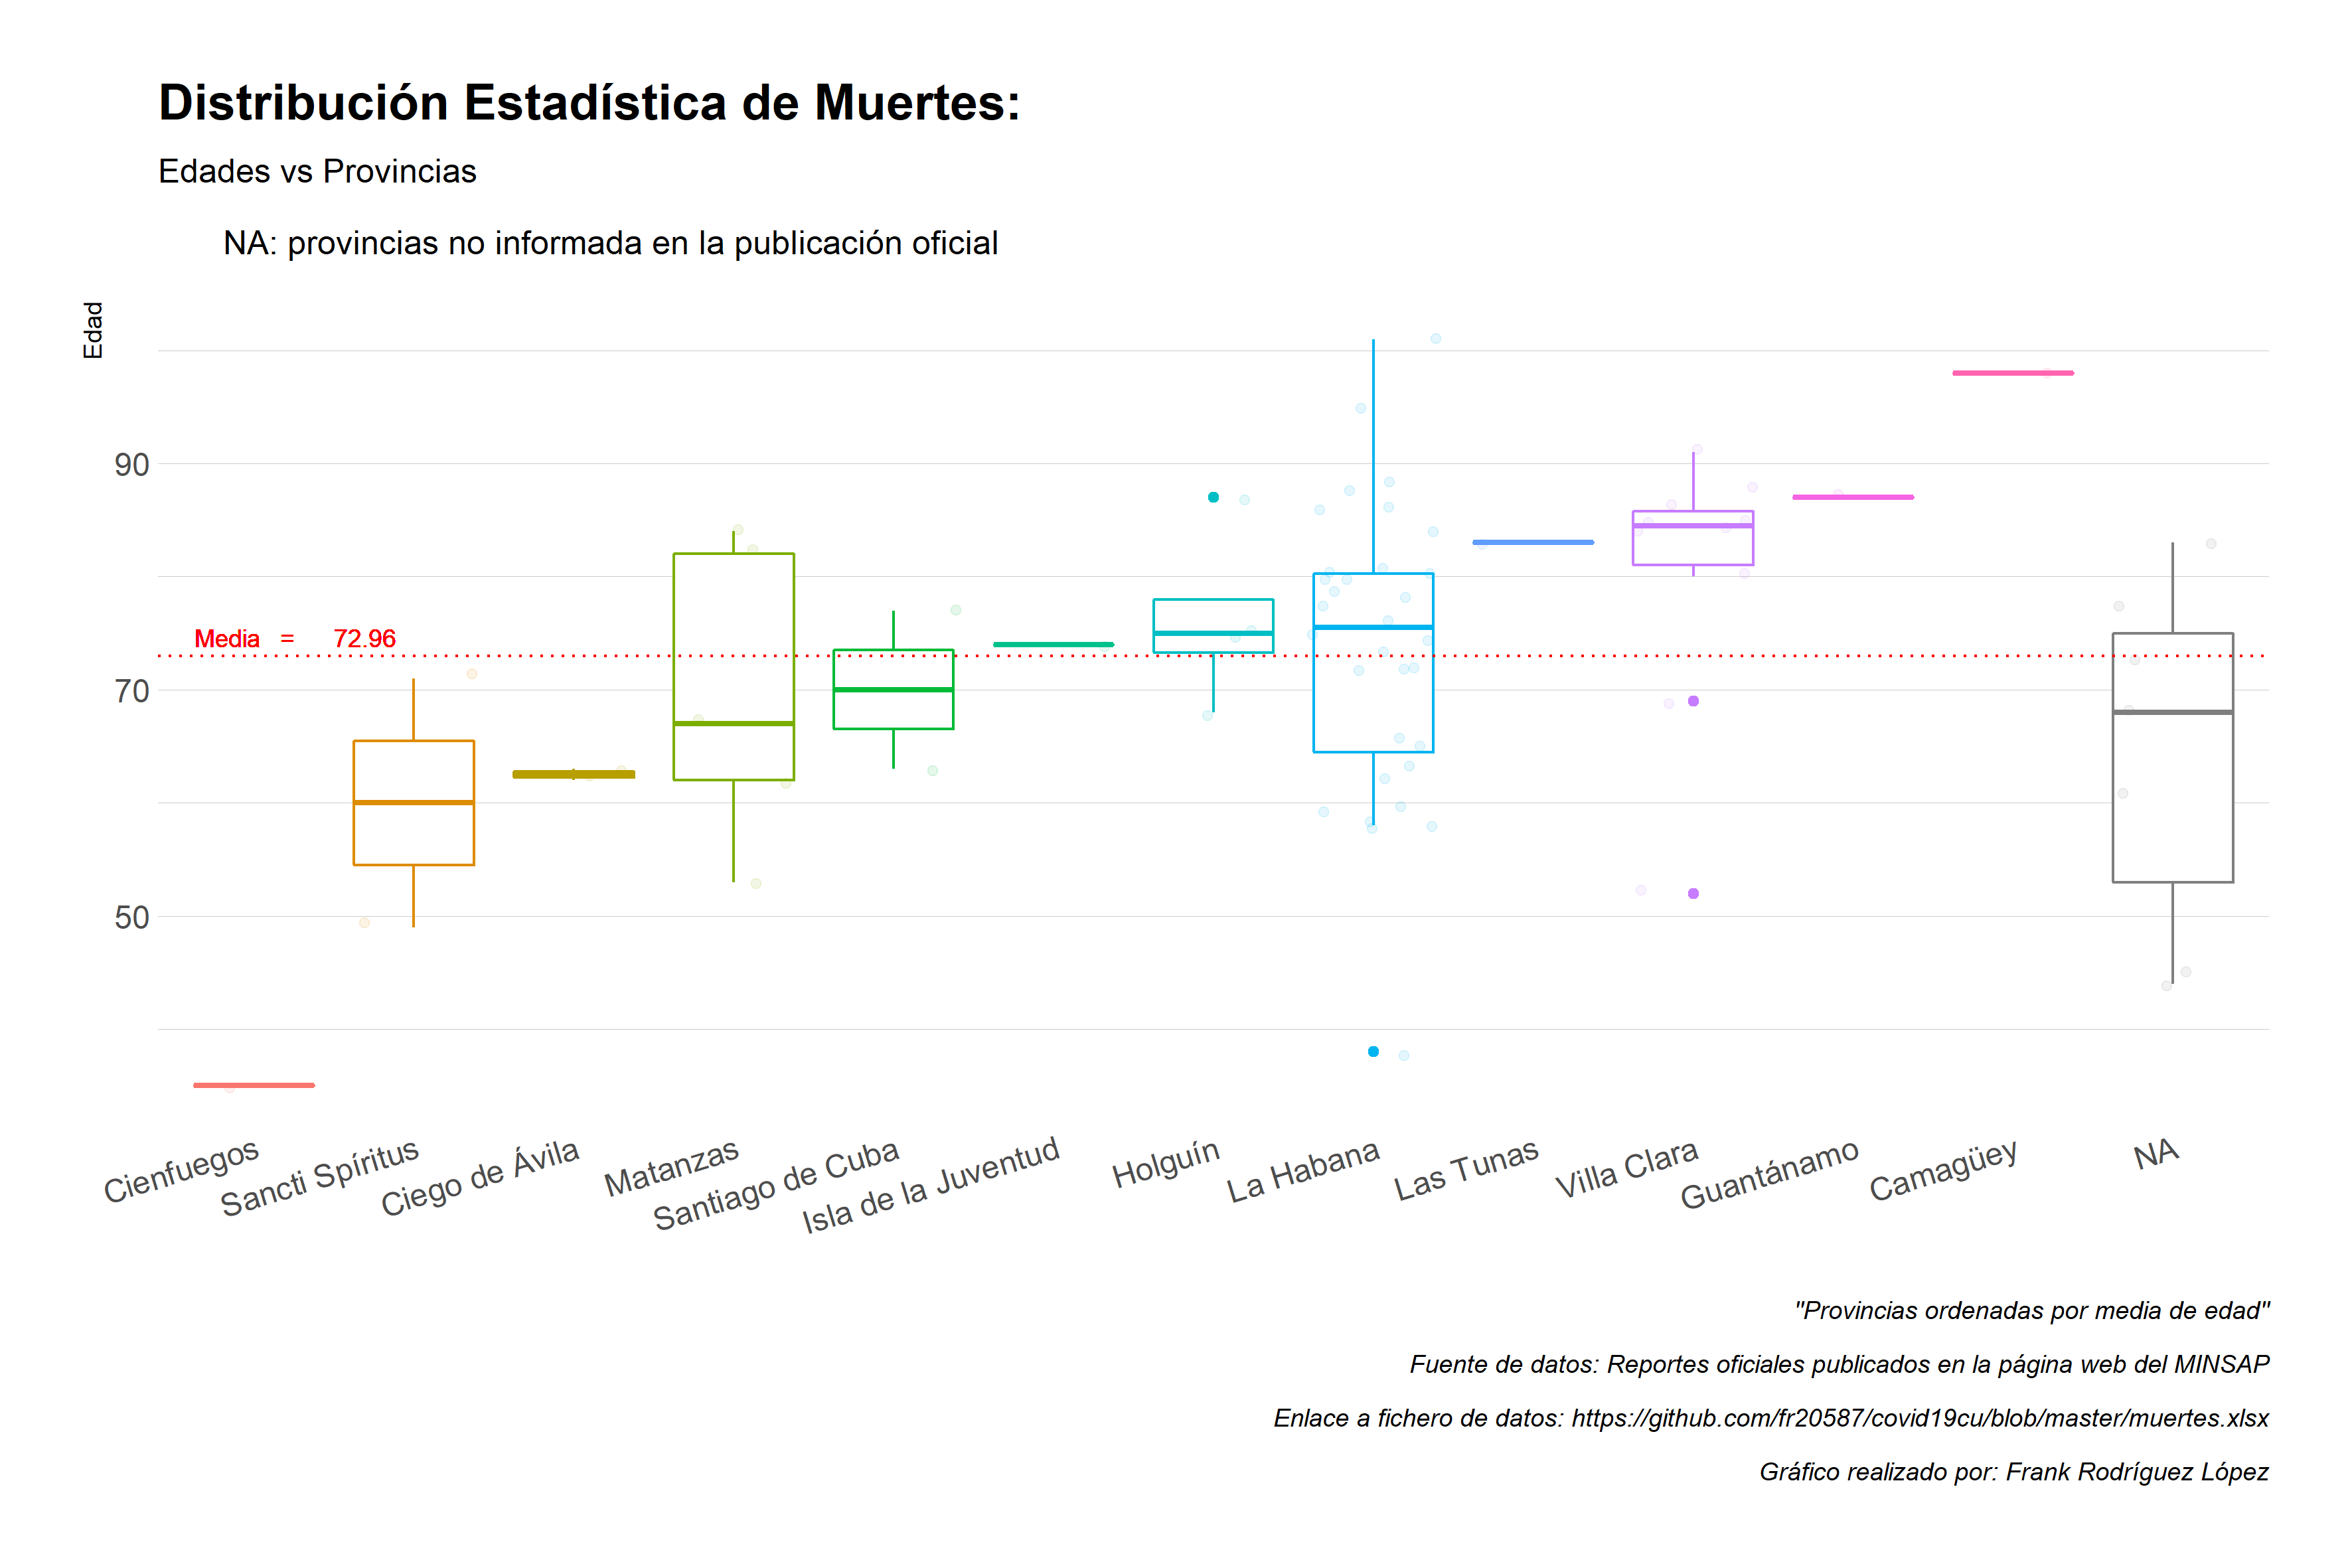 Distribución Estadística de Muertes:
Edades vs Provincias
NA: provincias no informada en la publicación oficial
Edad
90
70
50
Media = 72.96
Cienfuegos
Sancti Spíritus
Ciego de Ávila
Matanzas
Santiago de Cuba
Isla de la Juventud
Holguín
La Habana
Las Tunas
Villa Clara
Guantánamo
Camagüey
NA
"Provincias ordenadas por media de edad"
Fuente de datos: Reportes oficiales publicados en la página web del MINSAP
Enlace a fichero de datos: https://github.com/fr20587/covid19cu/blob/master/muertes.xlsx
Gráfico realizado por: Frank Rodríguez López